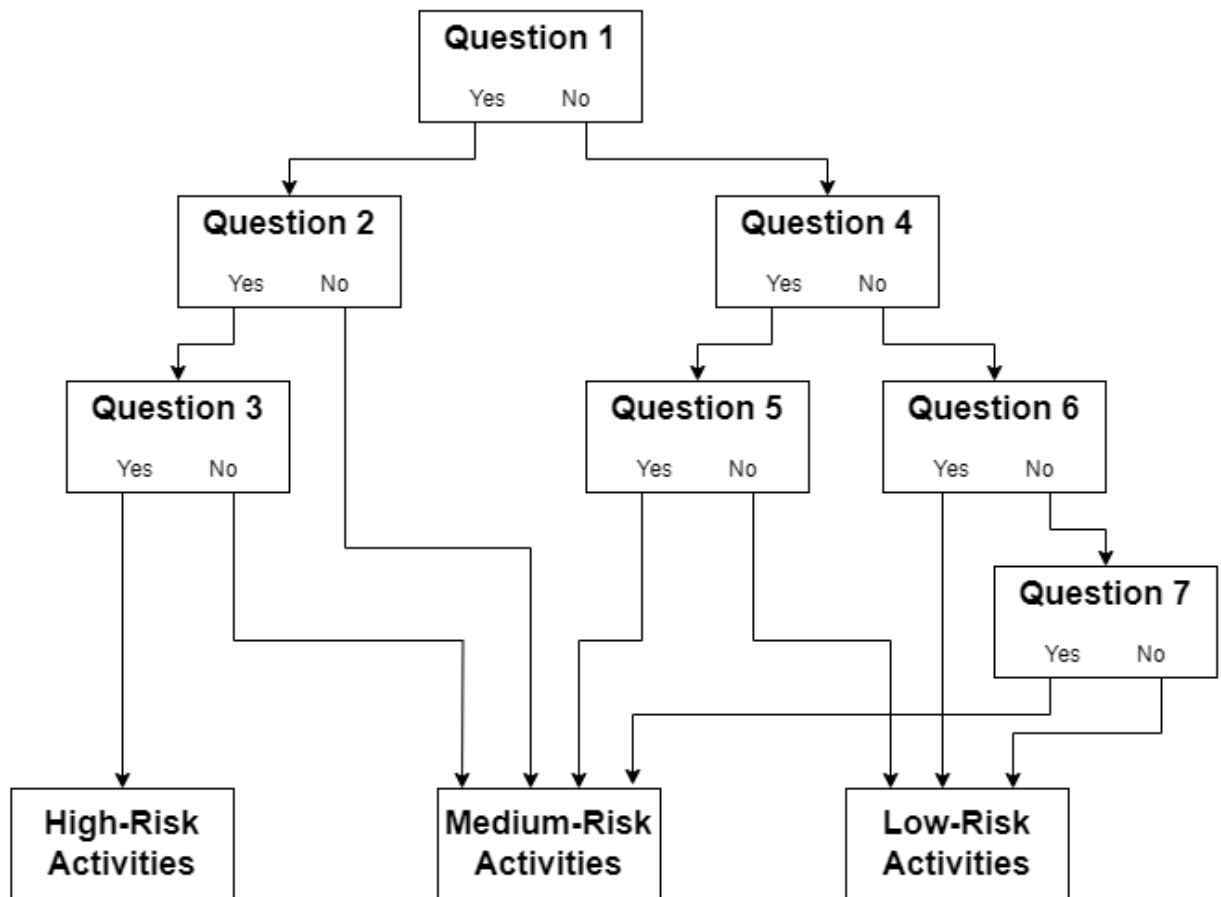 Question 1
Yes No
Question 2
Yes No
Question 4
Yes No
Question 3
Yes No
Question 5
Yes No
Question 6
Yes No
Question 7
Yes No
High-Risk
Activities
Medium-Risk
Activities
Low-Risk
Activities